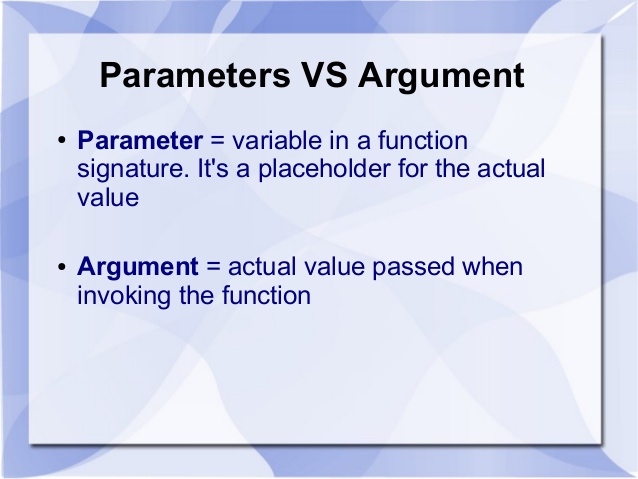 Parameters VS Argument
• Parameter = variable in a function
signature. It's a placeholder for the actual
value
• Argument = actual value passed when
invoking the function